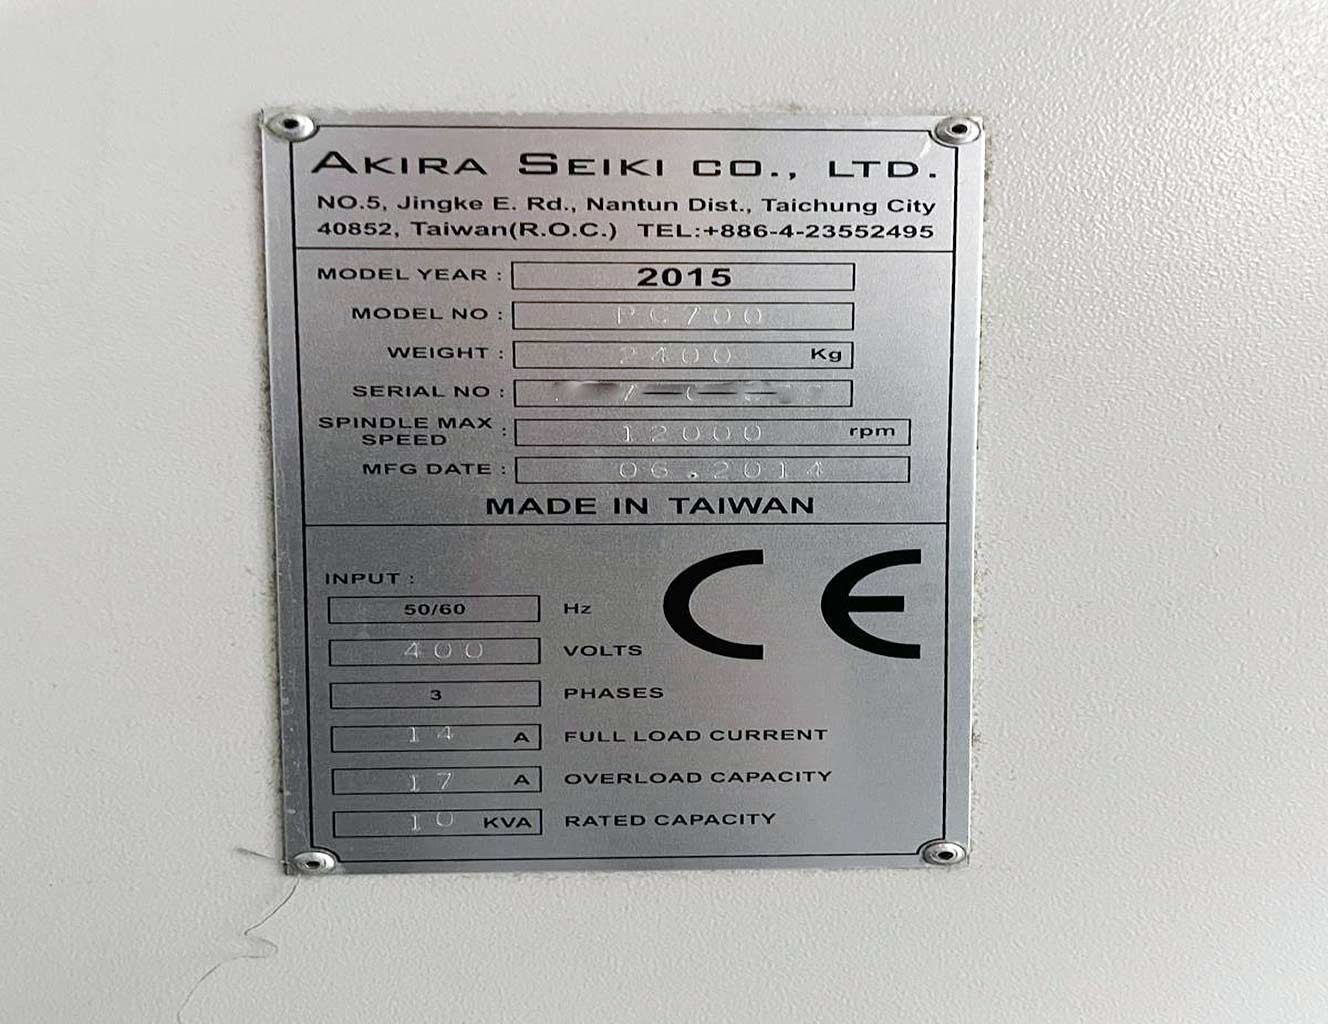 AKIRA SEIKI CO., LTD.
NO.5, Jingke E. Rd., Nantun Dist., Taichung City
40852, Taiwan(R.O.C.) TEL:+886-4-23552495
MODEL YEAR : 2015
MODEL NO : PC700
WEIGHT : 2400 Kg
SERIAL NO :
SPINDLE MAX SPEED : 12000 rpm
MFG DATE : 06.2014
MADE IN TAIWAN
CE
INPUT :
50/60 Hz
400 VOLTS
3 PHASES
14 A FULL LOAD CURRENT
17 A OVERLOAD CAPACITY
10 KVA RATED CAPACITY